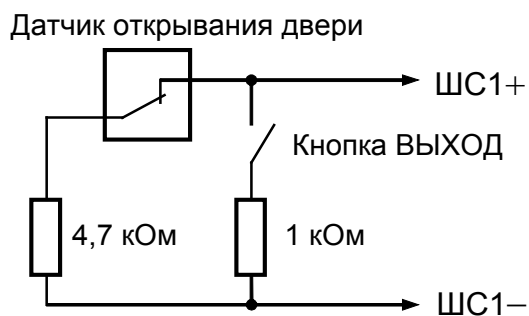 Датчик открывания двери
ШС1+
Кнопка ВЫХОД
4,7 кОм
1 кОм
ШС1−